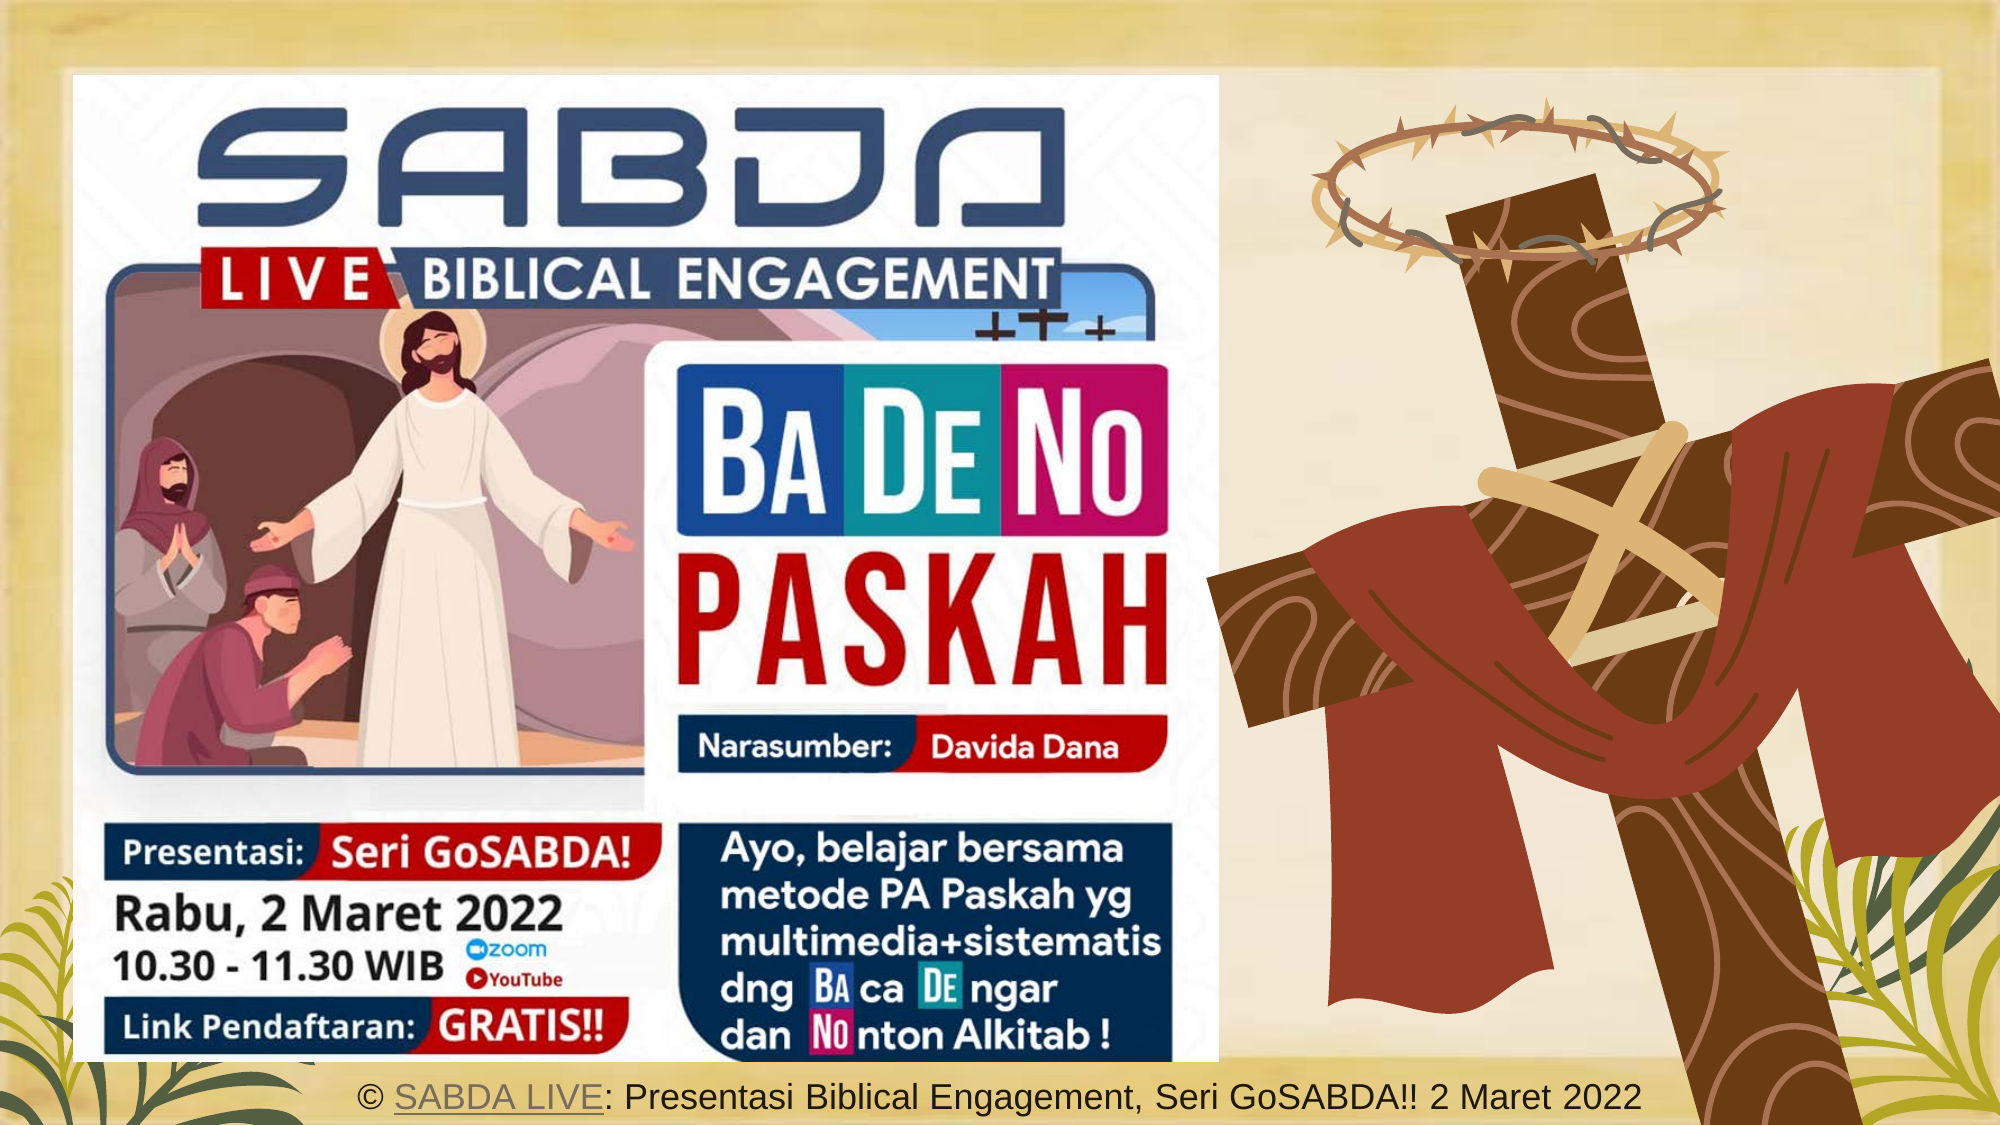 SABDA
LIVE BIBLICAL ENGAGEMENT
BA DE NO
PASKAH
Narasumber: Davida Dana
Presentasi: Seri GoSABDA!
Rabu, 2 Maret 2022
10.30 - 11.30 WIB
zoom
YouTube
Link Pendaftaran: GRATIS!!
Ayo, belajar bersama
metode PA Paskah yg
multimedia+sistematis
dng BAca DEngar
dan NOnton Alkitab !
© SABDA LIVE: Presentasi Biblical Engagement, Seri GoSABDA!! 2 Maret 2022